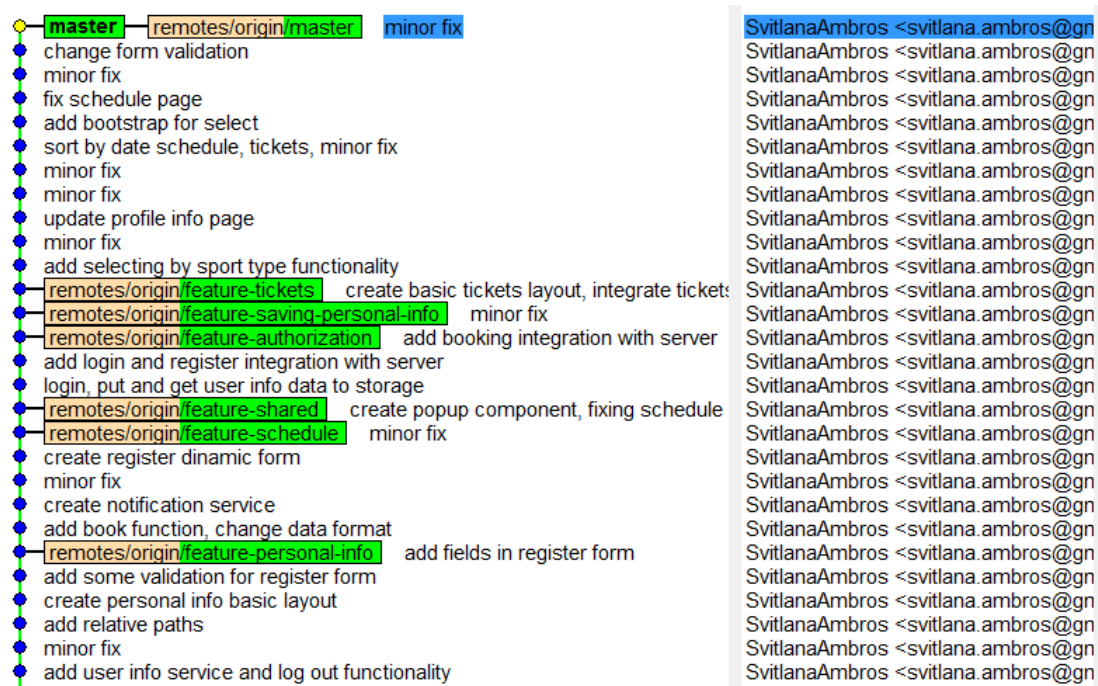 master remotes/origin/master minor fix SvitlanaAmbros <svitlana.ambros@gn
change form validation SvitlanaAmbros <svitlana.ambros@gn
minor fix SvitlanaAmbros <svitlana.ambros@gn
fix schedule page SvitlanaAmbros <svitlana.ambros@gn
add bootstrap for select SvitlanaAmbros <svitlana.ambros@gn
sort by date schedule, tickets, minor fix SvitlanaAmbros <svitlana.ambros@gn
minor fix SvitlanaAmbros <svitlana.ambros@gn
minor fix SvitlanaAmbros <svitlana.ambros@gn
update profile info page SvitlanaAmbros <svitlana.ambros@gn
minor fix SvitlanaAmbros <svitlana.ambros@gn
add selecting by sport type functionality SvitlanaAmbros <svitlana.ambros@gn
remotes/origin/feature-tickets create basic tickets layout, integrate tickets SvitlanaAmbros <svitlana.ambros@gn
remotes/origin/feature-saving-personal-info minor fix SvitlanaAmbros <svitlana.ambros@gn
remotes/origin/feature-authorization add booking integration with server SvitlanaAmbros <svitlana.ambros@gn
add login and register integration with server SvitlanaAmbros <svitlana.ambros@gn
login, put and get user info data to storage SvitlanaAmbros <svitlana.ambros@gn
remotes/origin/feature-shared create popup component, fixing schedule SvitlanaAmbros <svitlana.ambros@gn
remotes/origin/feature-schedule minor fix SvitlanaAmbros <svitlana.ambros@gn
create register dinamic form SvitlanaAmbros <svitlana.ambros@gn
minor fix SvitlanaAmbros <svitlana.ambros@gn
create notification service SvitlanaAmbros <svitlana.ambros@gn
add book function, change data format SvitlanaAmbros <svitlana.ambros@gn
remotes/origin/feature-personal-info add fields in register form SvitlanaAmbros <svitlana.ambros@gn
add some validation for register form SvitlanaAmbros <svitlana.ambros@gn
create personal info basic layout SvitlanaAmbros <svitlana.ambros@gn
add relative paths SvitlanaAmbros <svitlana.ambros@gn
minor fix SvitlanaAmbros <svitlana.ambros@gn
add user info service and log out functionality SvitlanaAmbros <svitlana.ambros@gn